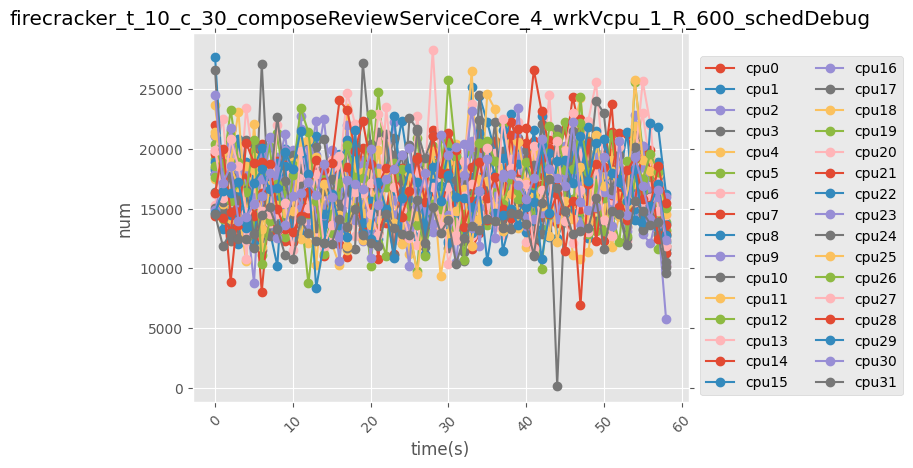 firecracker_t_10_c_30_composeReviewServiceCore_4_wrkVcpu_1_R_600_schedDebug
25000
20000
15000
10000
5000
0
num
0
10
20
30
40
50
60
time(s)
cpu0
cpu1
cpu2
cpu3
cpu4
cpu5
cpu6
cpu7
cpu8
cpu9
cpu10
cpu11
cpu12
cpu13
cpu14
cpu15
cpu16
cpu17
cpu18
cpu19
cpu20
cpu21
cpu22
cpu23
cpu24
cpu25
cpu26
cpu27
cpu28
cpu29
cpu30
cpu31